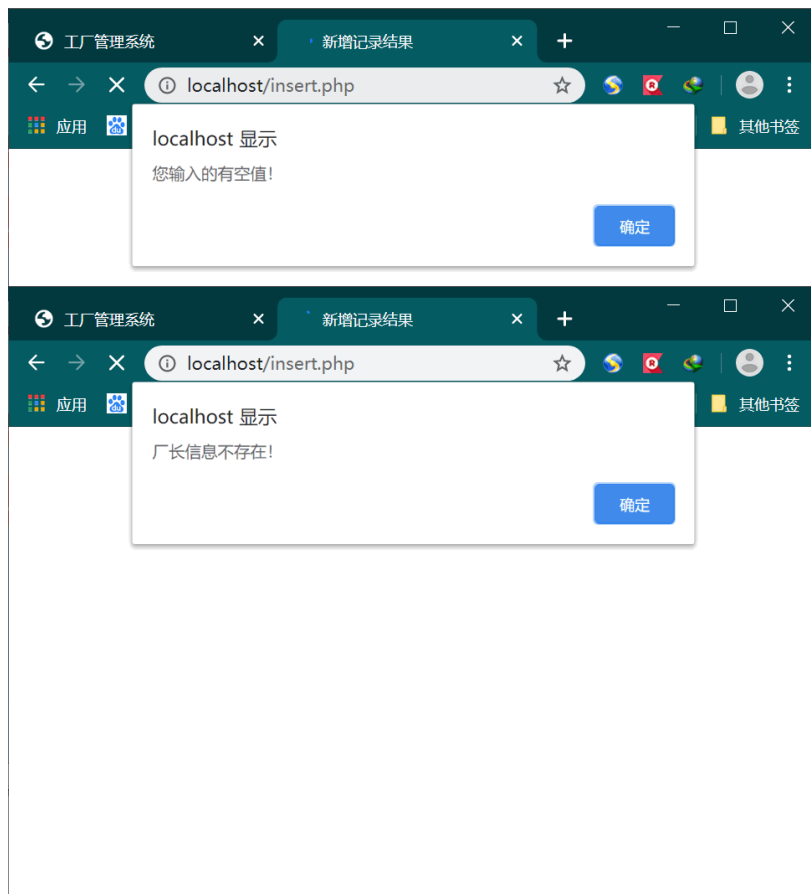 工厂管理系统
新增记录结果
localhost/insert.php
应用
du
其他书签
localhost 显示
您输入的有空值！
确定
工厂管理系统
新增记录结果
localhost/insert.php
应用
du
其他书签
localhost 显示
厂长信息不存在！
确定